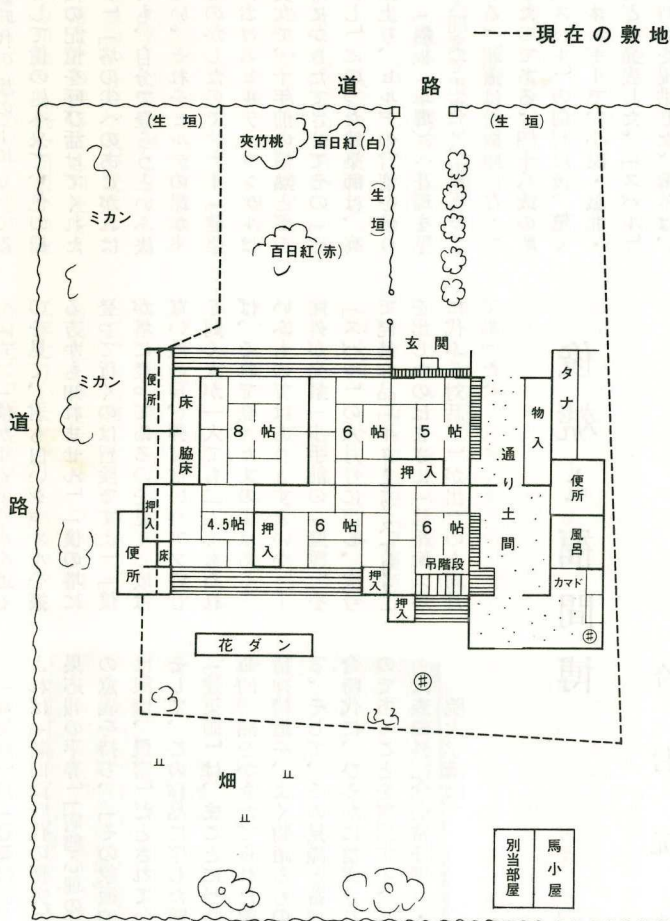 -----現在の敷地
道路
(生垣)
(生垣)
夾竹桃
百日紅(白)
(生垣)
ミカン
百日紅(赤)
玄関
ミカン
道路
便所
床
脇床
8帖
6帖
5帖
押入
通り土間
物入
タナ
便所
風呂
カマド
井
押入
便所
床
4.5帖
押入
6帖
6帖
吊階段
押入
押入
花ダン
井
畑
別当部屋
馬小屋